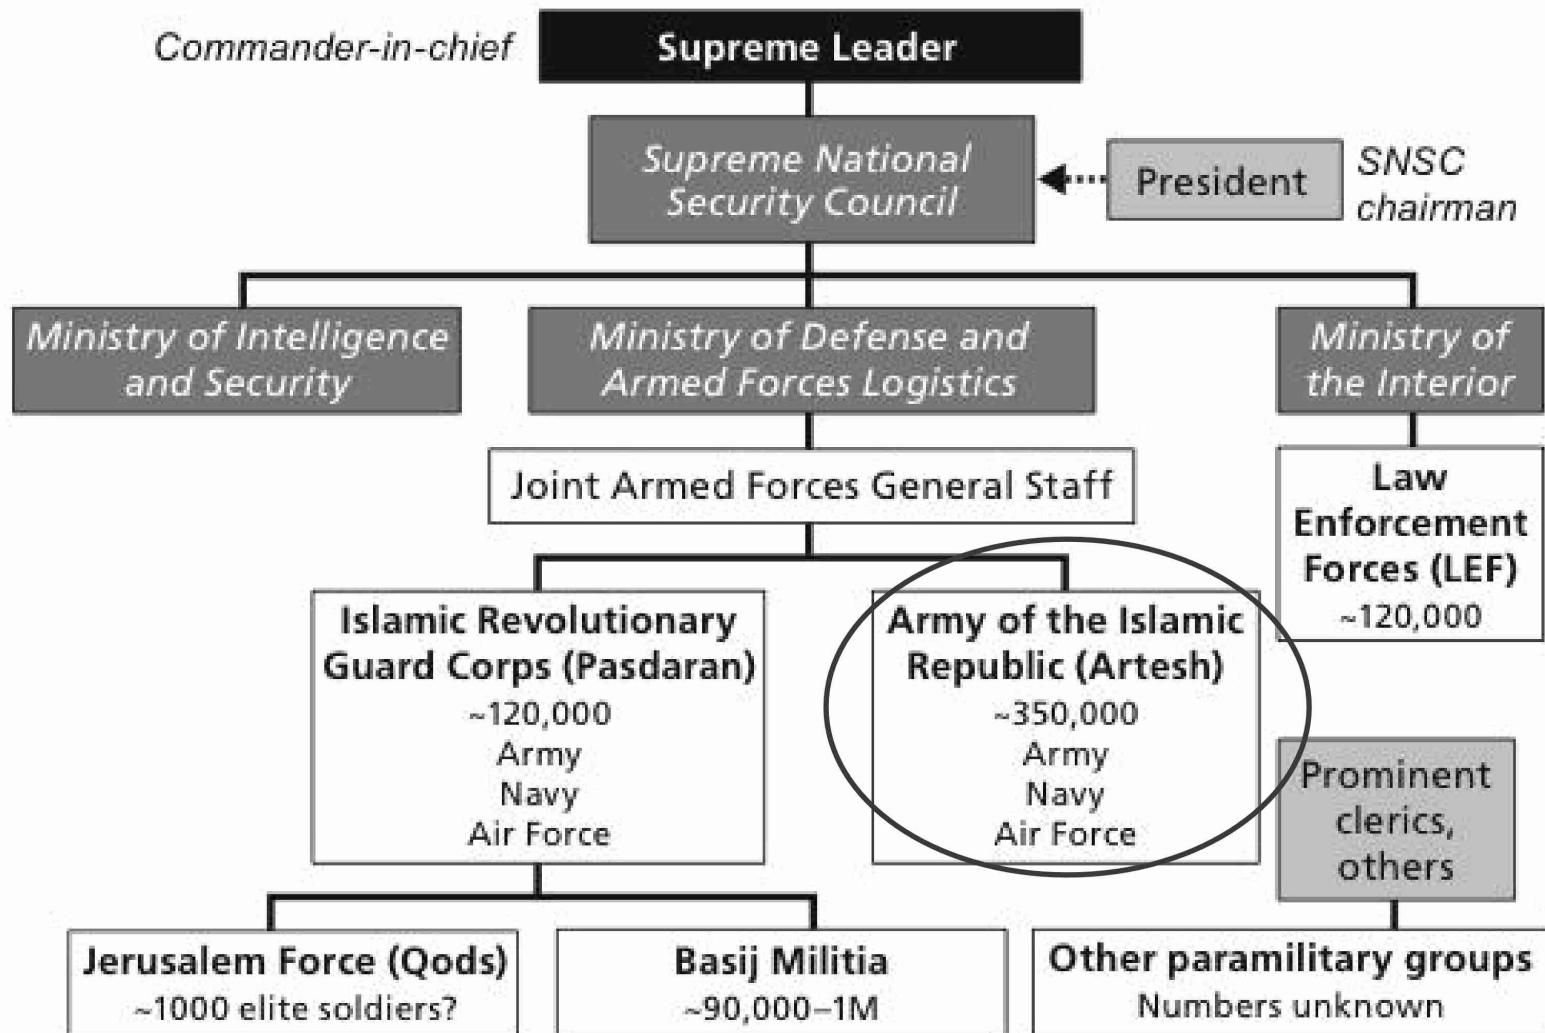 Commander-in-chief
Supreme Leader
Supreme National
Security Council
President
SNSC
chairman
Ministry of Intelligence
and Security
Ministry of Defense and
Armed Forces Logistics
Ministry of
the Interior
Joint Armed Forces General Staff
Law
Enforcement
Forces (LEF)
~120,000
Islamic Revolutionary
Guard Corps (Pasdaran)
~120,000
Army
Navy
Air Force
Army of the Islamic
Republic (Artesh)
~350,000
Army
Navy
Air Force
Prominent
clerics,
others
Jerusalem Force (Qods)
~1000 elite soldiers?
Basij Militia
~90,000–1M
Other paramilitary groups
Numbers unknown